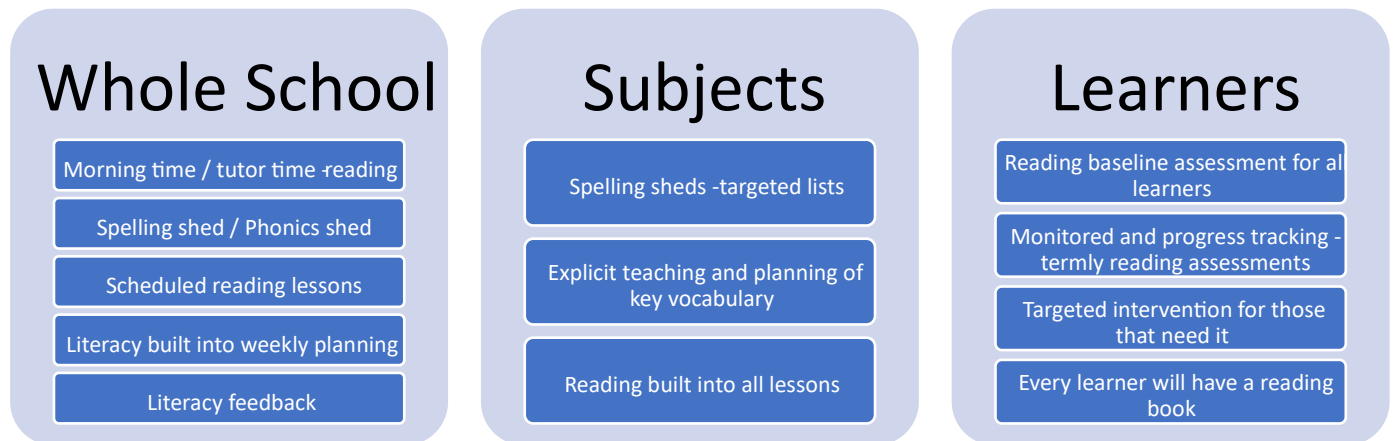 Whole School
Morning time / tutor time -reading
Spelling shed / Phonics shed
Scheduled reading lessons
Literacy built into weekly planning
Literacy feedback
Subjects
Spelling sheds -targeted lists
Explicit teaching and planning of
key vocabulary
Reading built into all lessons
Learners
Reading baseline assessment for all
learners
Monitored and progress tracking -
termly reading assessments
Targeted intervention for those
that need it
Every learner will have a reading
book